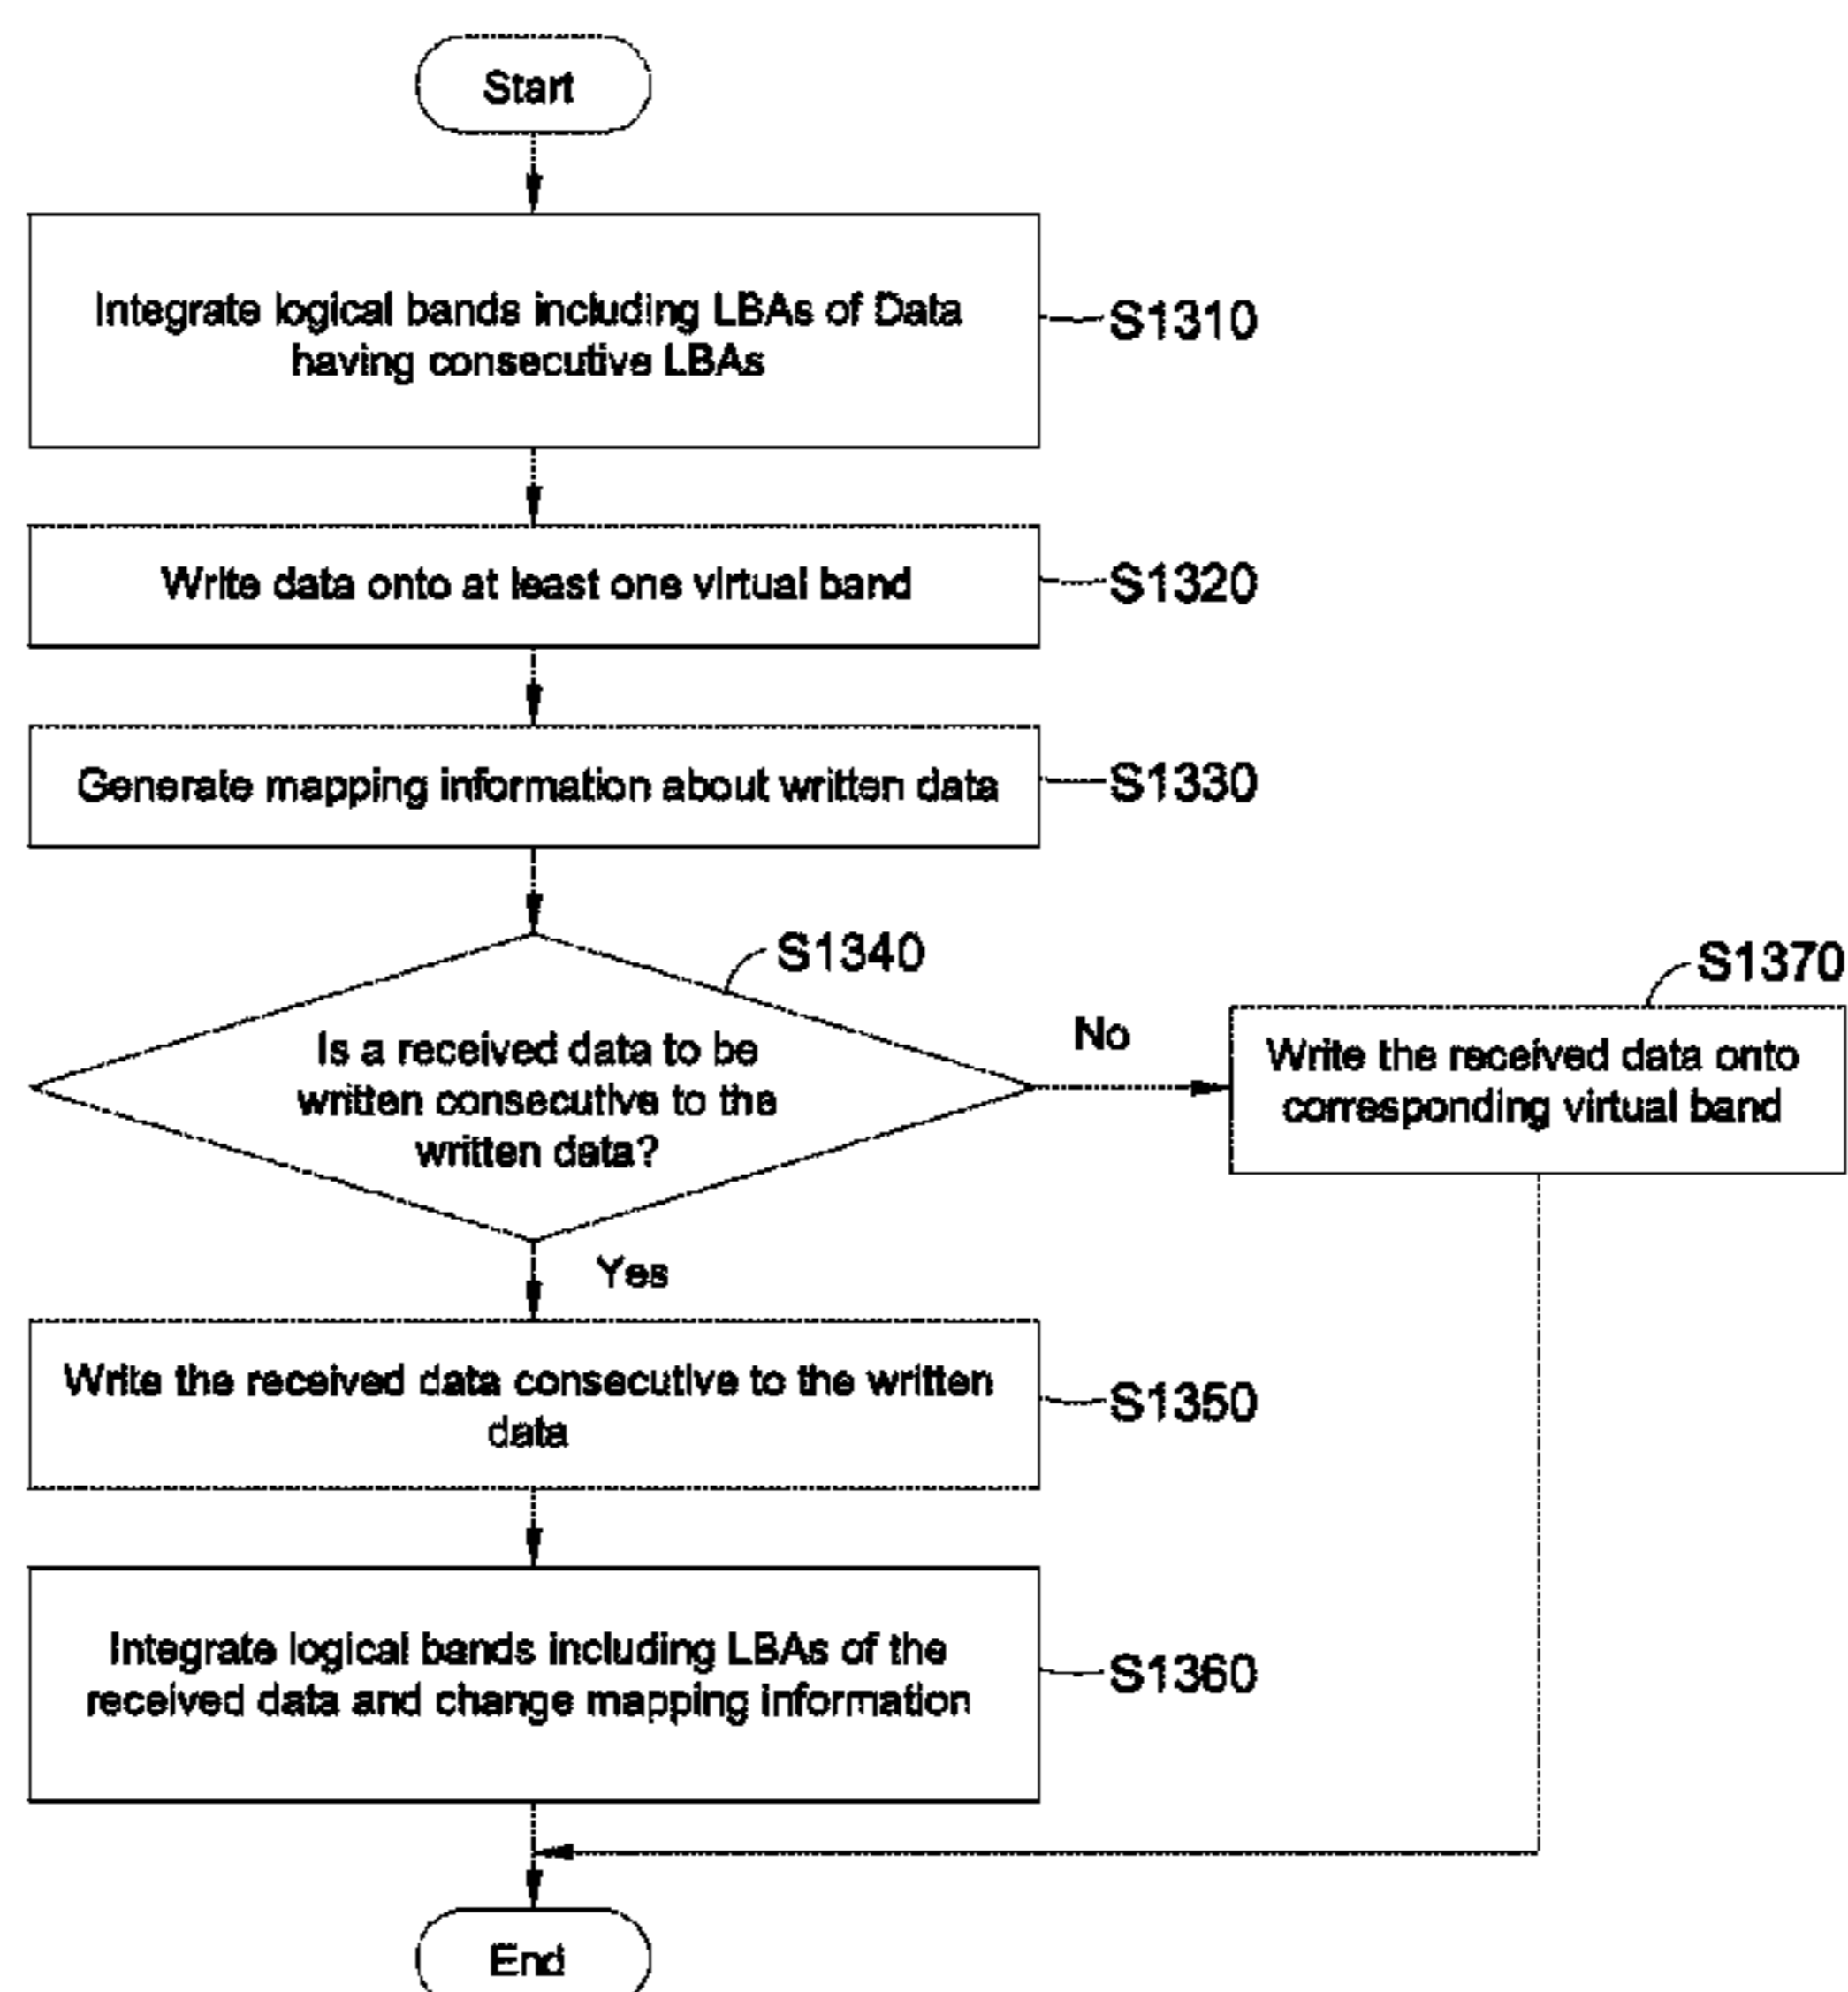 Start
Integrate logical bands including LBAs of Data
having consecutive LBAs
S1310
Write data onto at least one virtual band
S1320
Generate mapping information about written data
S1330
S1340
Is a received data to be
written consecutive to the
written data?
No
S1370
Write the received data onto
corresponding virtual band
Yes
Write the received data consecutive to the written
data
S1350
Integrate logical bands including LBAs of the
received data and change mapping information
S1360
End